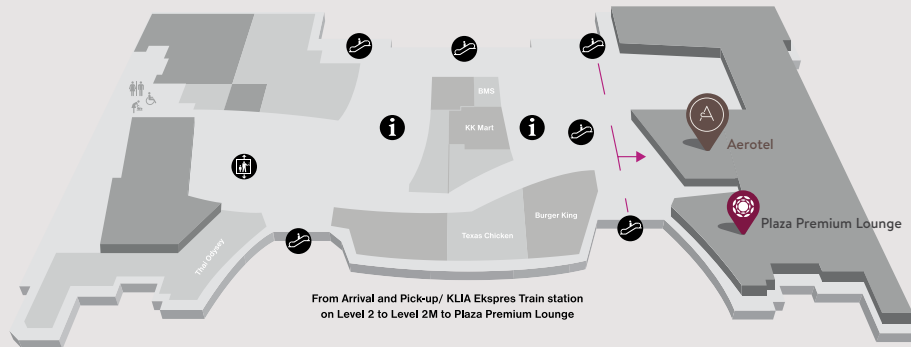 BMS
KK Mart
Aerotel
Burger King
Plaza Premium Lounge
Texas Chicken
Thai Odyssey
From Arrival and Pick-up/ KLIA Ekspres Train station
on Level 2 to Level 2M to Plaza Premium Lounge